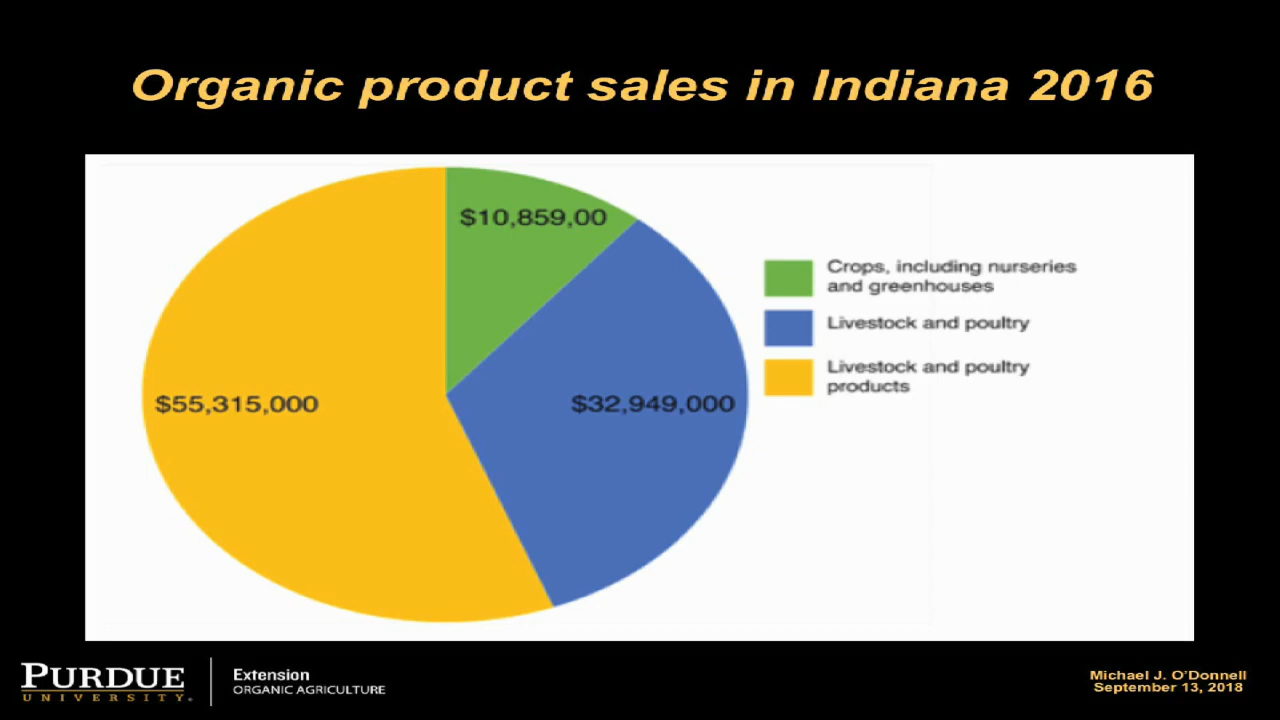 Organic product sales in Indiana 2016
$10,859,00
$55,315,000
$32,949,000
Crops, including nurseries
and greenhouses
Livestock and poultry
Livestock and poultry
products
PURDUE
UNIVERSITY
Extension
ORGANIC AGRICULTURE
Michael J. O'Donnell
September 13, 2018